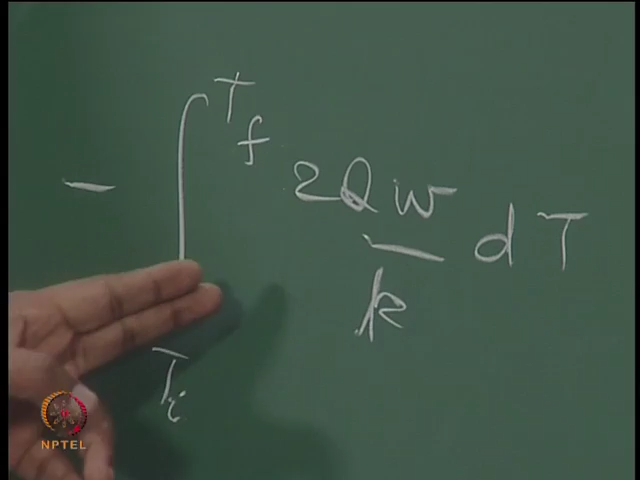 - ∫_{T_i}^{T_f} 2Qw/k dT
NPTEL